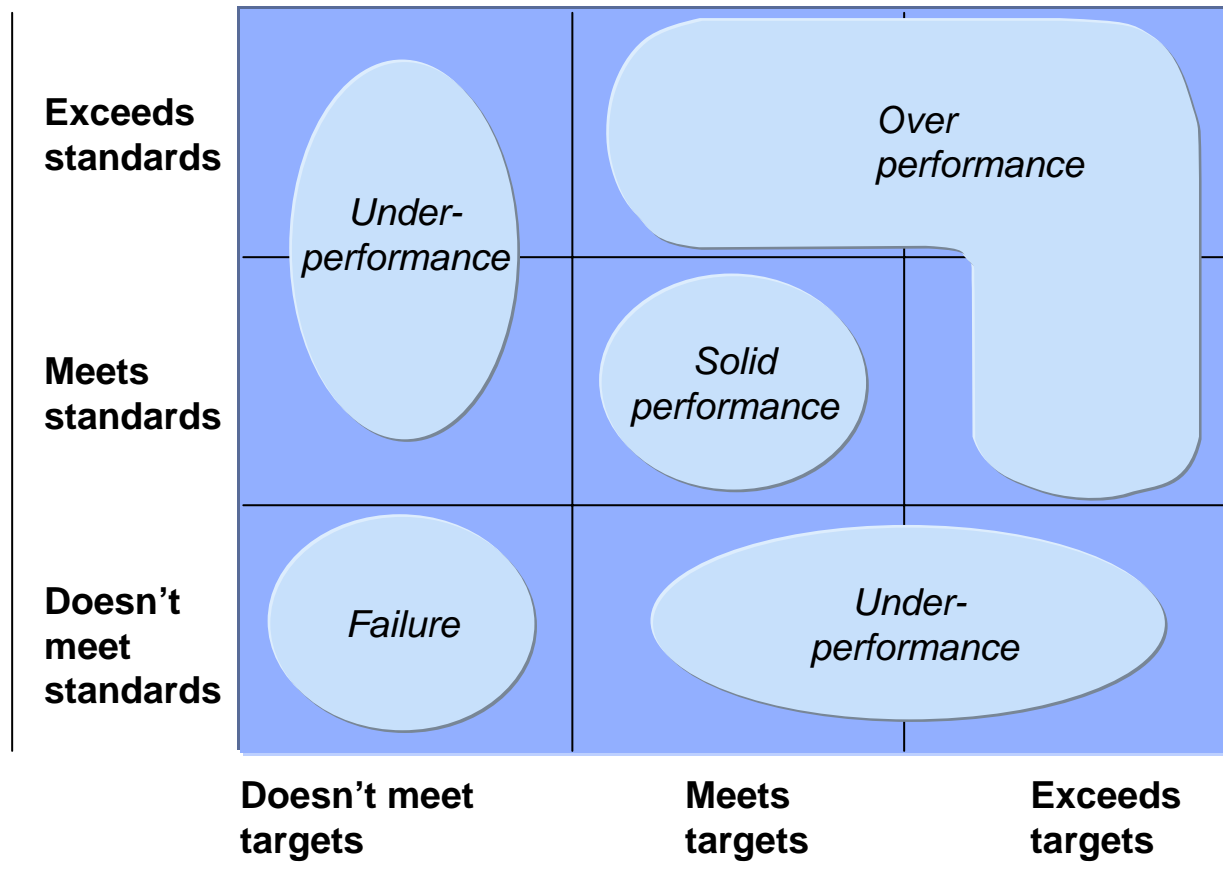 Exceeds
standards
Under-
performance
Over
performance
Meets
standards
Solid
performance
Doesn’t
meet
standards
Failure
Under-
performance
Doesn’t meet
targets
Meets
targets
Exceeds
targets